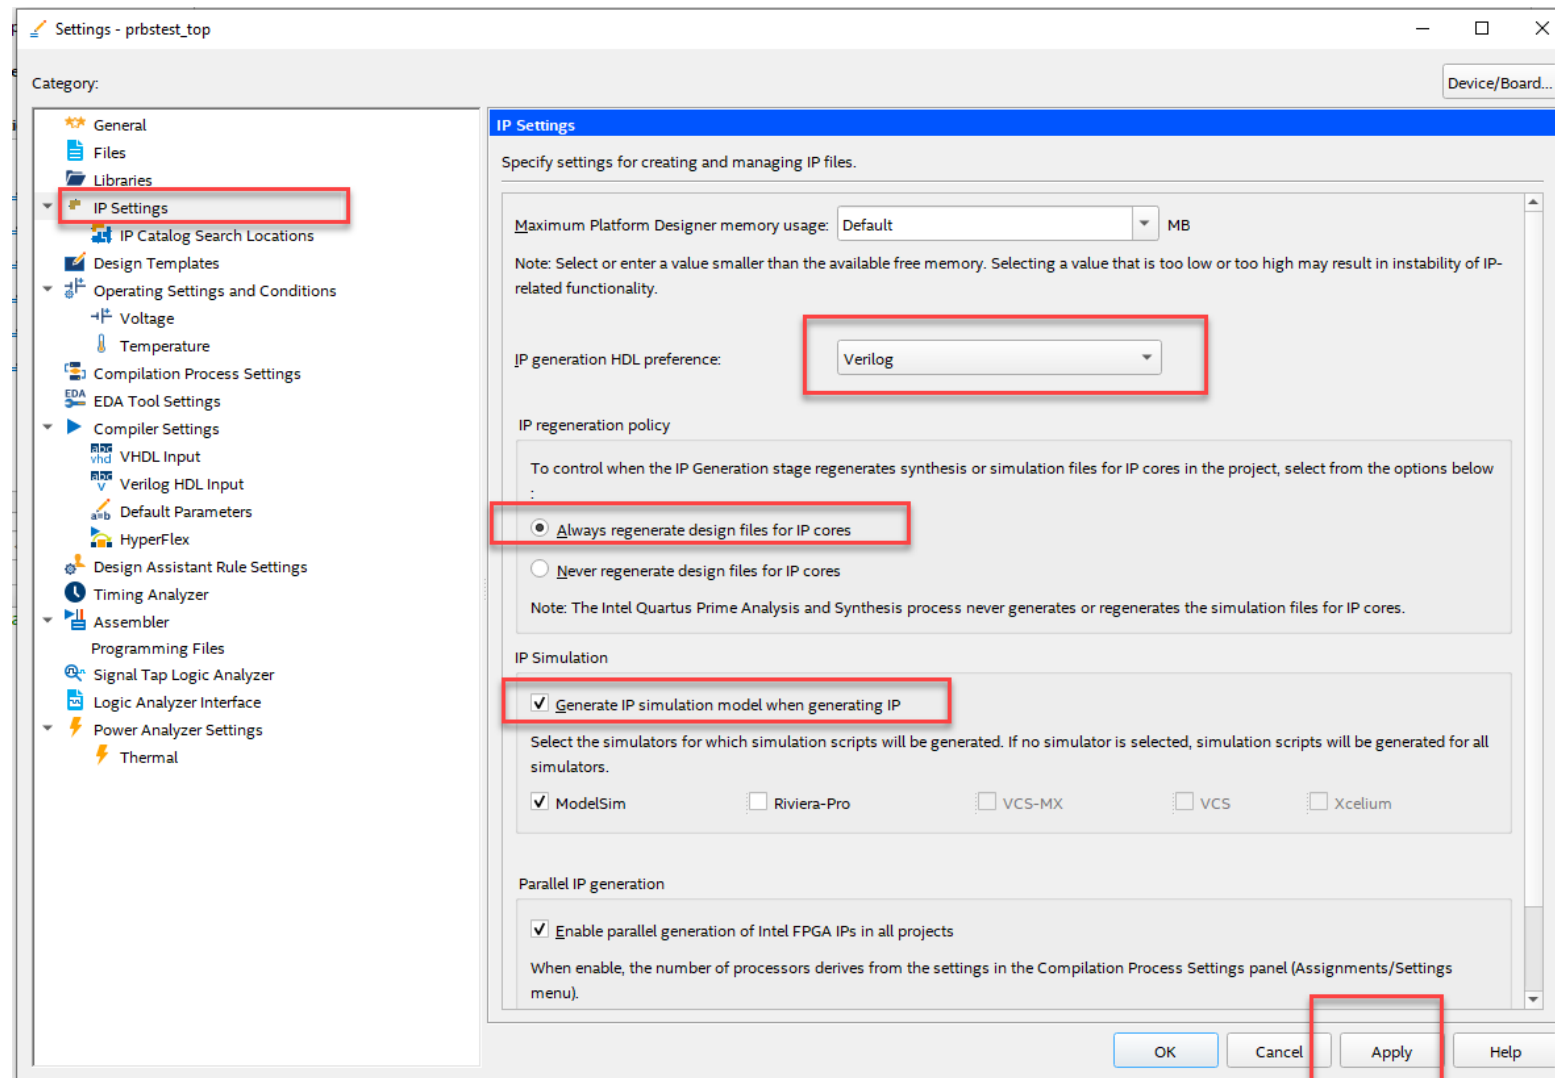 Settings - prbstest_top
Category:
Device/Board...
General
Files
Libraries
IP Settings
IP Catalog Search Locations
Design Templates
Operating Settings and Conditions
Voltage
Temperature
Compilation Process Settings
EDA
EDA Tool Settings
Compiler Settings
abc
vhd
VHDL Input
abc
V
Verilog HDL Input
a=b
Default Parameters
HyperFlex
Design Assistant Rule Settings
Timing Analyzer
Assembler
Programming Files
Signal Tap Logic Analyzer
Logic Analyzer Interface
Power Analyzer Settings
Thermal
IP Settings
Specify settings for creating and managing IP files.
Maximum Platform Designer memory usage: Default MB
Note: Select or enter a value smaller than the available free memory. Selecting a value that is too low or too high may result in instability of IP-
related functionality.
IP generation HDL preference: Verilog
IP regeneration policy
To control when the IP Generation stage regenerates synthesis or simulation files for IP cores in the project, select from the options below
:
Always regenerate design files for IP cores
Never regenerate design files for IP cores
Note: The Intel Quartus Prime Analysis and Synthesis process never generates or regenerates the simulation files for IP cores.
IP Simulation
Generate IP simulation model when generating IP
Select the simulators for which simulation scripts will be generated. If no simulator is selected, simulation scripts will be generated for all
simulators.
ModelSim Riviera-Pro VCS-MX VCS Xcelium
Parallel IP generation
Enable parallel generation of Intel FPGA IPs in all projects
When enable, the number of processors derives from the settings in the Compilation Process Settings panel (Assignments/Settings
menu).
OK Cancel Apply Help